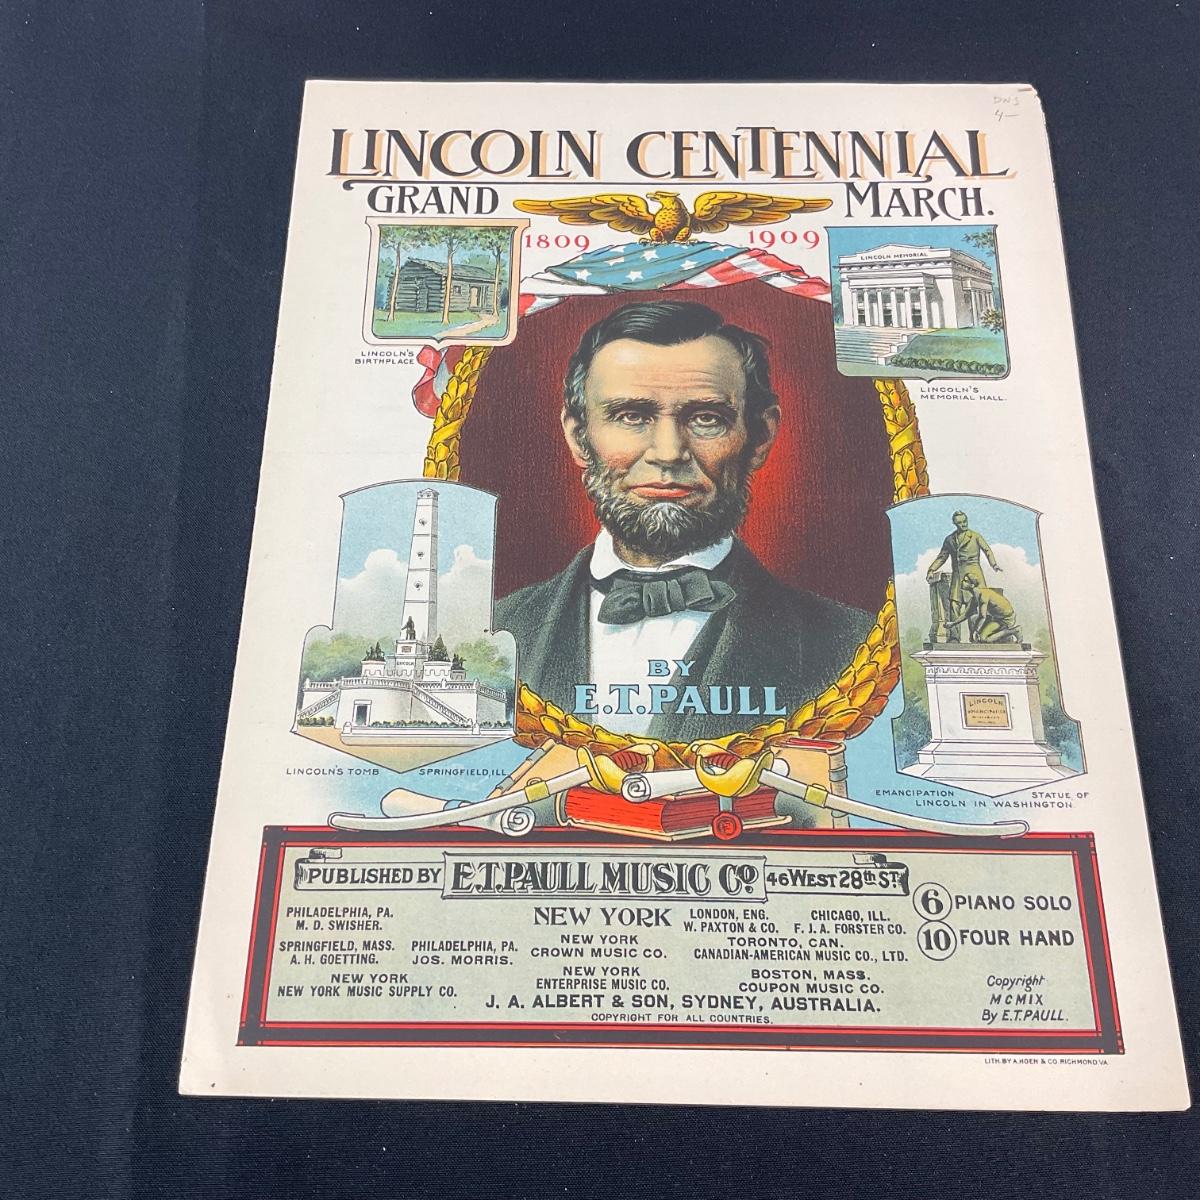 DNS
4—
LINCOLN CENTENNIAL
GRAND MARCH.
1809 1909
LINCOLN MEMORIAL
LINCOLN'S
BIRTHPLACE
LINCOLN'S
MEMORIAL HALL.
LINCOLN
LINCOLN
BY
E.T. PAULL
LINCOLN'S TOMB SPRINGFIELD, ILL.
EMANCIPATION STATUE OF
LINCOLN IN WASHINGTON.
PUBLISHED BY E.T. PAULL MUSIC Co. 46 WEST 28th ST.
PHILADELPHIA, PA.
M. D. SWISHER.
SPRINGFIELD, MASS.
A. H. GOETTING.
PHILADELPHIA, PA.
JOS. MORRIS.
NEW YORK
NEW YORK MUSIC SUPPLY CO.
NEW YORK
NEW YORK
CROWN MUSIC CO.
NEW YORK
ENTERPRISE MUSIC CO.
LONDON, ENG.
W. PAXTON & CO.
CHICAGO, ILL.
F. J. A. FORSTER CO.
TORONTO, CAN.
CANADIAN-AMERICAN MUSIC CO., LTD.
BOSTON, MASS.
COUPON MUSIC CO.
J. A. ALBERT & SON, SYDNEY, AUSTRALIA.
COPYRIGHT FOR ALL COUNTRIES.
6 PIANO SOLO
10 FOUR HAND
Copyright
MCMIX
By E.T. PAULL.
LITH. BY A. HOEN & CO. RICHMOND, VA.